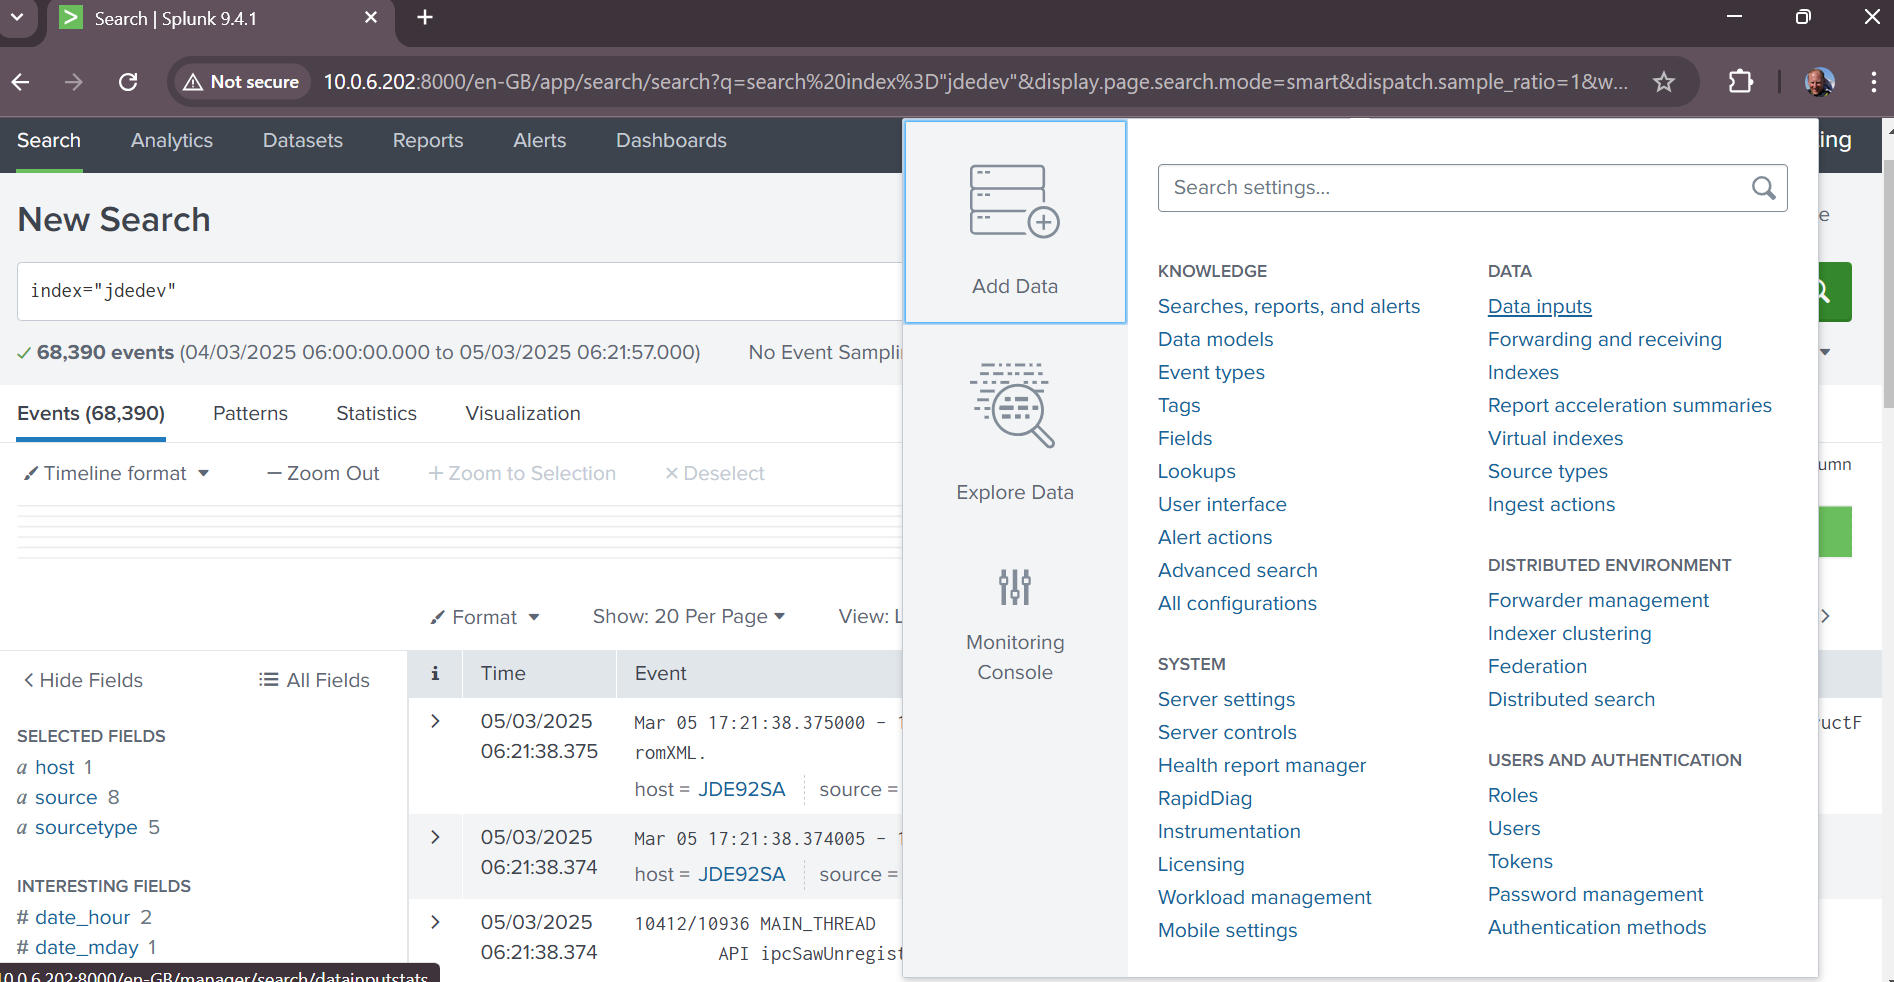 Search | Splunk 9.4.1
Not secure
10.0.6.202:8000/en-GB/app/search/search?q=search%20index%3D"jdedev"&display.page.search.mode=smart&dispatch.sample_ratio=1&w...
Search
Analytics
Datasets
Reports
Alerts
Dashboards
ing
New Search
e
index="jdedev"
68,390 events (04/03/2025 06:00:00.000 to 05/03/2025 06:21:57.000)
No Event Sampli
Events (68,390)
Patterns
Statistics
Visualization
Timeline format
Zoom Out
+ Zoom to Selection
× Deselect
umn
Format
Show: 20 Per Page
View: L
< Hide Fields
All Fields
i
Time
Event
SELECTED FIELDS
a host 1
a source 8
a sourcetype 5
INTERESTING FIELDS
# date_hour 2
# date_mday 1
05/03/2025
06:21:38.375
Mar 05 17:21:38.375000 - 1
uctF
romXML.
host = JDE92SA
source =
05/03/2025
06:21:38.374
Mar 05 17:21:38.374005 - 1
host = JDE92SA
source =
05/03/2025
06:21:38.374
10412/10936 MAIN_THREAD
API ipcSawUnregist
10.0.6.202:8000/en-GB/manager/search/datainputstats
Add Data
Explore Data
Monitoring
Console
Search settings...
KNOWLEDGE
Searches, reports, and alerts
Data models
Event types
Tags
Fields
Lookups
User interface
Alert actions
Advanced search
All configurations
SYSTEM
Server settings
Server controls
Health report manager
RapidDiag
Instrumentation
Licensing
Workload management
Mobile settings
DATA
Data inputs
Forwarding and receiving
Indexes
Report acceleration summaries
Virtual indexes
Source types
Ingest actions
DISTRIBUTED ENVIRONMENT
Forwarder management
Indexer clustering
Federation
Distributed search
USERS AND AUTHENTICATION
Roles
Users
Tokens
Password management
Authentication methods